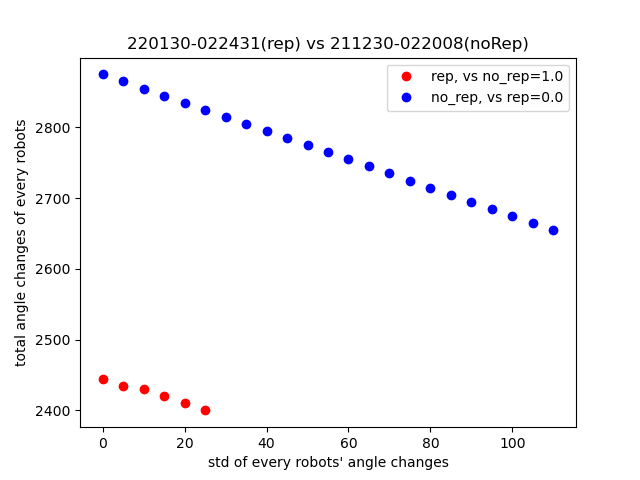 220130-022431(rep) vs 211230-022008(noRep)
rep, vs no_rep=1.0
no_rep, vs rep=0.0
total angle changes of every robots
2800
2700
2600
2500
2400
0 20 40 60 80 100
std of every robots' angle changes